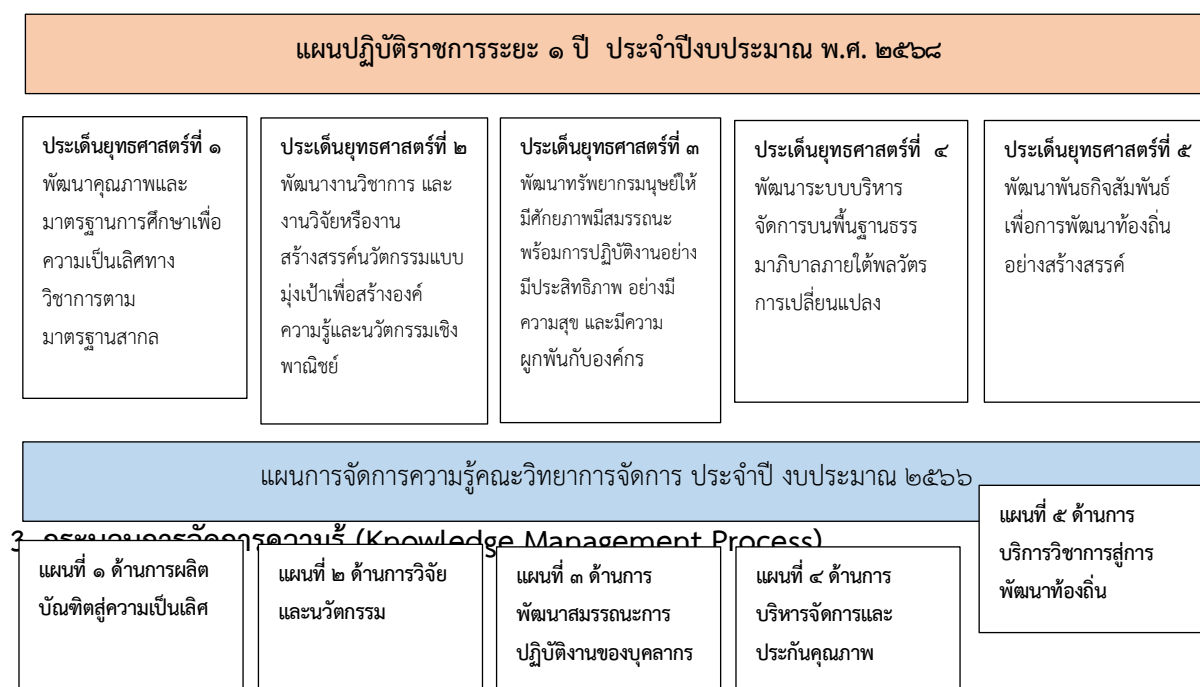 แผนปฏิบัติราชการระยะ ๑ ปี ประจำปีงบประมาณ พ.ศ. ๒๕๖๘
ประเด็นยุทธศาสตร์ที่ ๑
พัฒนาคุณภาพและ
มาตรฐานการศึกษาเพื่อ
ความเป็นเลิศทาง
วิชาการตาม
มาตรฐานสากล
ประเด็นยุทธศาสตร์ที่ ๒
พัฒนางานวิชาการ และ
งานวิจัยหรืองาน
สร้างสรรค์นวัตกรรมแบบ
มุ่งเป้าเพื่อสร้างองค์
ความรู้และนวัตกรรมเชิง
พาณิชย์
ประเด็นยุทธศาสตร์ที่ ๓
พัฒนาทรัพยากรมนุษย์ให้
มีศักยภาพมีสมรรถนะ
พร้อมการปฏิบัติงานอย่าง
มีประสิทธิภาพ อย่างมี
ความสุข และมีความ
ผูกพันกับองค์กร
ประเด็นยุทธศาสตร์ที่ ๔
พัฒนาระบบบริหาร
จัดการบนพื้นฐานธรร
มาภิบาลภายใต้พลวัตร
การเปลี่ยนแปลง
ประเด็นยุทธศาสตร์ที่ ๕
พัฒนาพันธกิจสัมพันธ์
เพื่อการพัฒนาท้องถิ่น
อย่างสร้างสรรค์
แผนการจัดการความรู้คณะวิทยาการจัดการ ประจำปี งบประมาณ ๒๕๖๖
3. กระบวนการจัดการความรู้ (Knowledge Management Process)
แผนที่ ๑ ด้านการผลิต
บัณฑิตสู่ความเป็นเลิศ
แผนที่ ๒ ด้านการวิจัย
และนวัตกรรม
แผนที่ ๓ ด้านการ
พัฒนาสมรรถนะการ
ปฏิบัติงานของบุคลากร
แผนที่ ๔ ด้านการ
บริหารจัดการและ
ประกันคุณภาพ
แผนที่ ๕ ด้านการ
บริการวิชาการสู่การ
พัฒนาท้องถิ่น